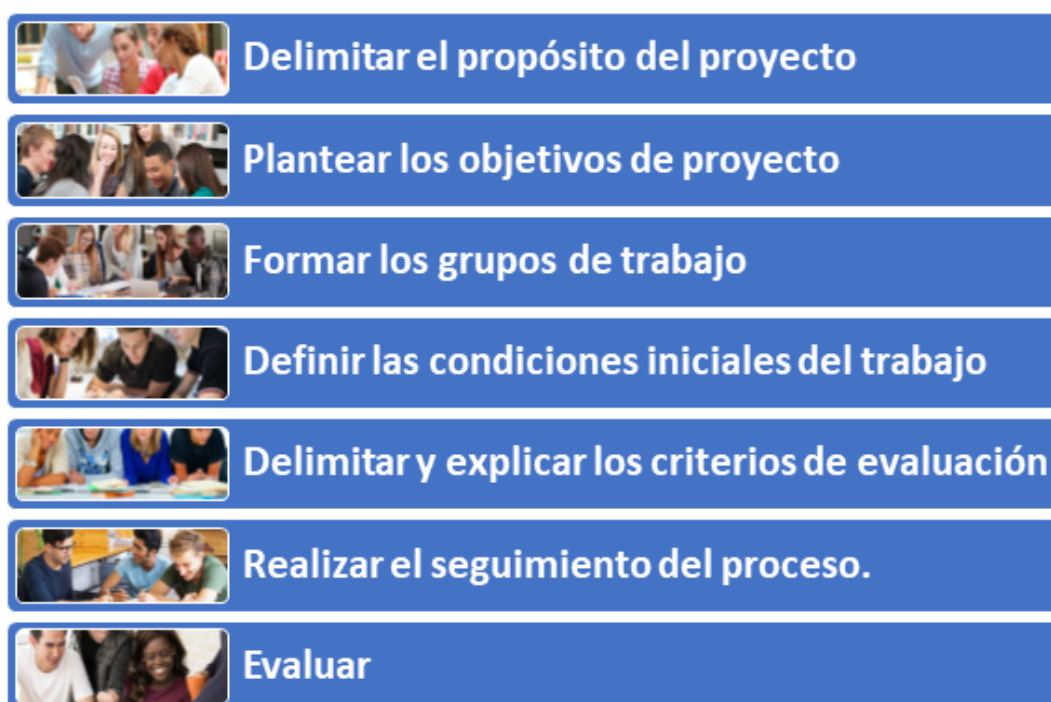 Delimitar el propósito del proyecto
Plantear los objetivos de proyecto
Formar los grupos de trabajo
Definir las condiciones iniciales del trabajo
Delimitar y explicar los criterios de evaluación
Realizar el seguimiento del proceso.
Evaluar